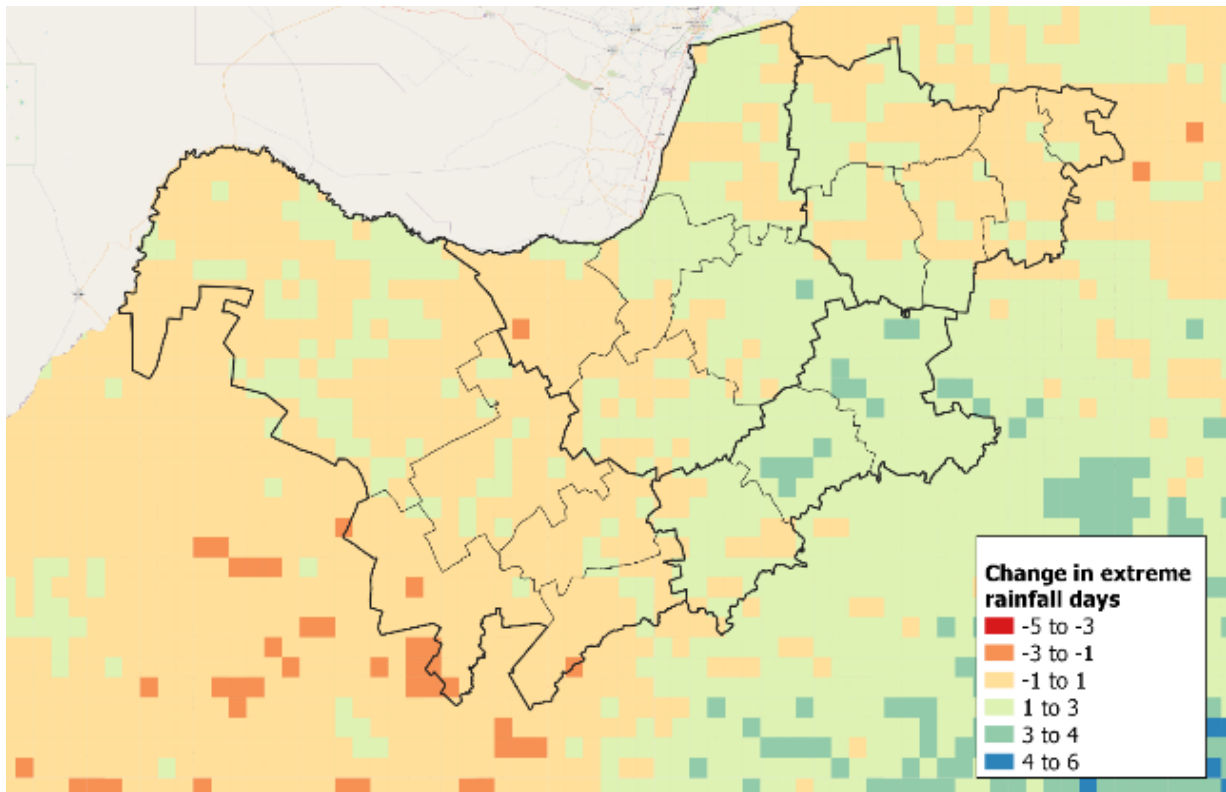 Change in extreme
rainfall days
-5 to -3
-3 to -1
-1 to 1
1 to 3
3 to 4
4 to 6